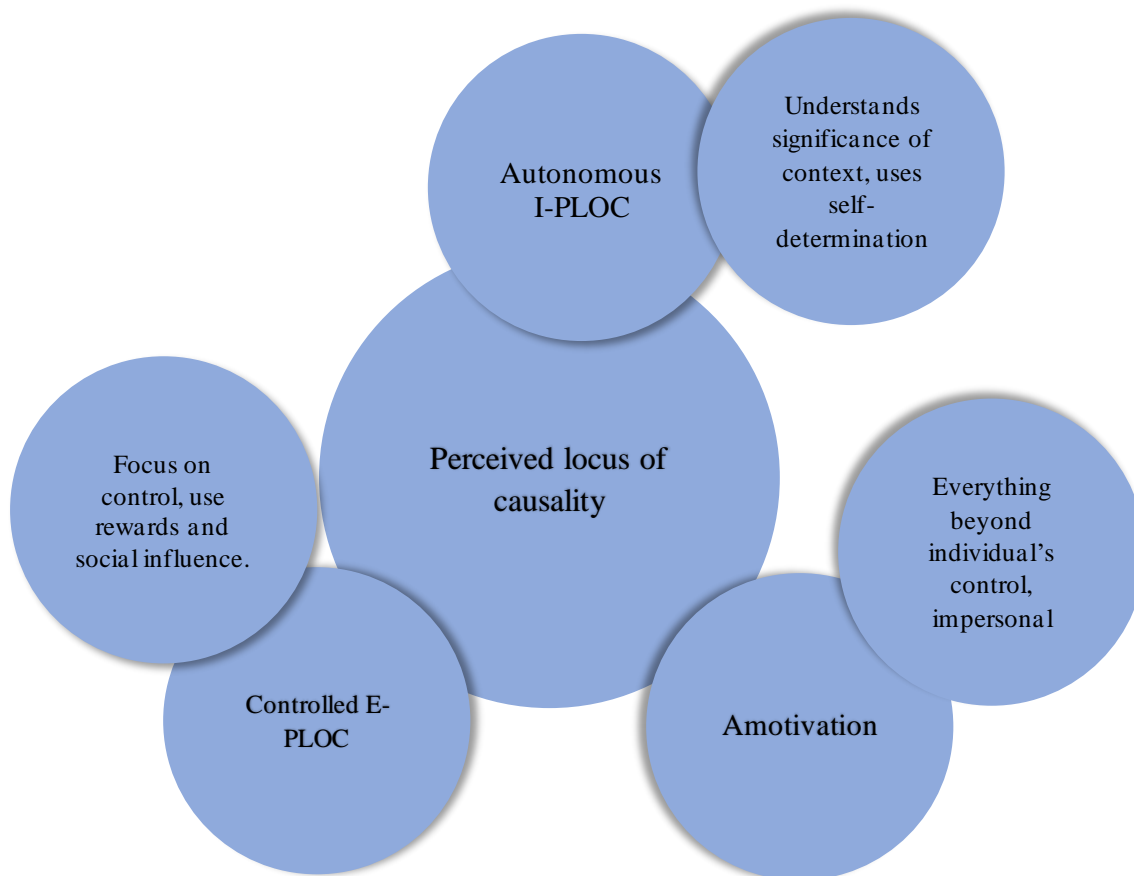 Autonomous
I-PLOC
Understands
significance of
context, uses
self-
determination
Perceived locus of
causality
Focus on
control, use
rewards and
social influence.
Controlled E-
PLOC
Everything
beyond
individual’s
control,
impersonal
Amotivation